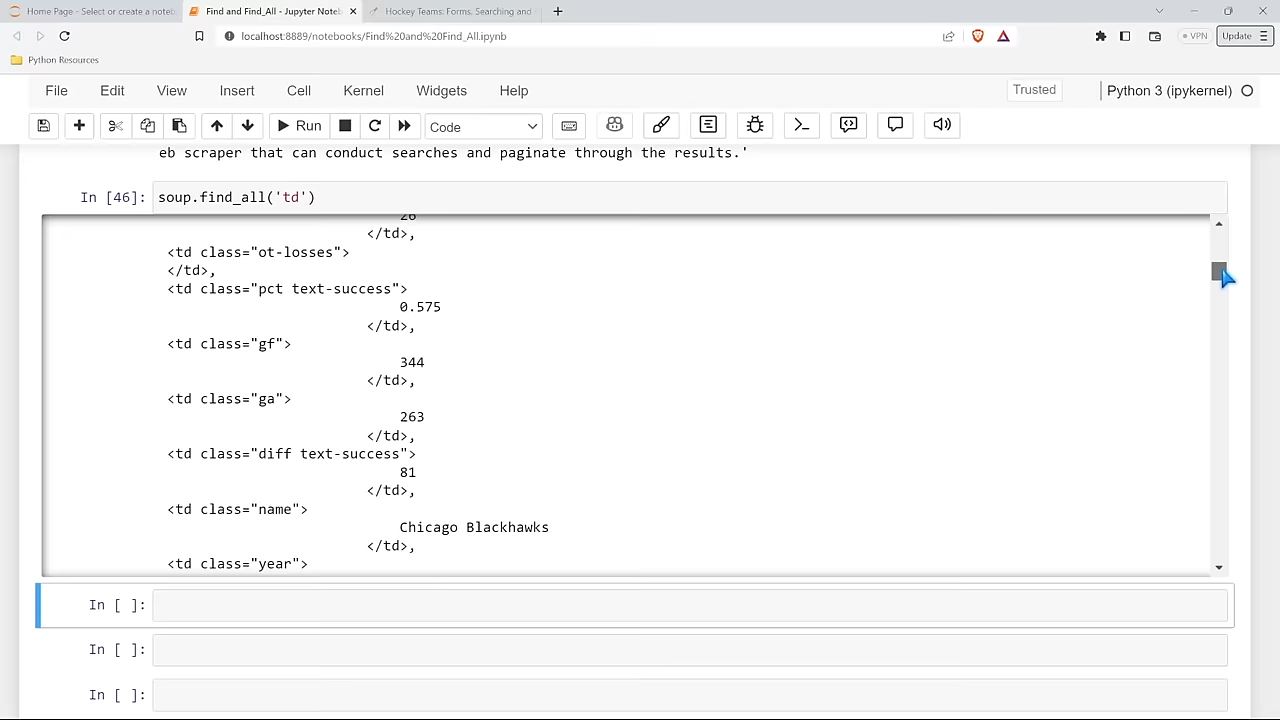 Home Page - Select or create a noteb
Find and Find_All - Jupyter Noteb
Hockey Teams: Forms, Searching and
localhost:8889/notebooks/Find%20and%20Find_All.ipynb
VPN
Update
Python Resources
File Edit View Insert Cell Kernel Widgets Help
Trusted
Python 3 (ipykernel)
Run
Code
eb scraper that can conduct searches and paginate through the results.'
In [46]: soup.find_all('td')
26
</td>,
<td class="ot-losses">
</td>,
<td class="pct text-success">
0.575
</td>,
<td class="gf">
344
</td>,
<td class="ga">
263
</td>,
<td class="diff text-success">
81
</td>,
<td class="name">
Chicago Blackhawks
</td>,
<td class="year">
In [ ]:
In [ ]:
In [ ]: